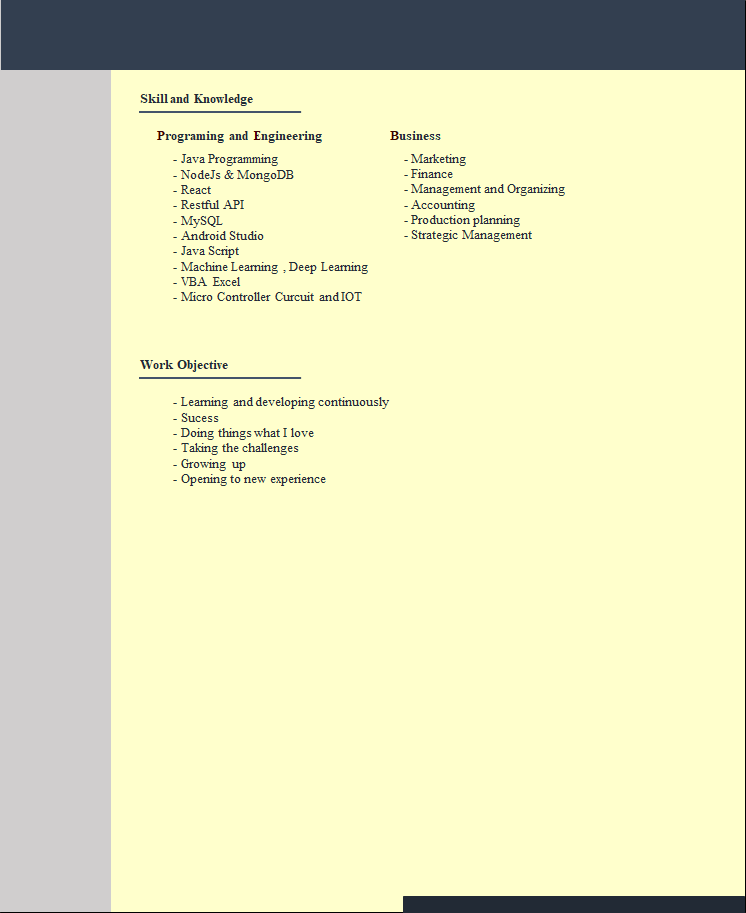 Skill and Knowledge
Programing and Engineering
- Java Programming
- NodeJs & MongoDB
- React
- Restful API
- MySQL
- Android Studio
- Java Script
- Machine Learning , Deep Learning
- VBA Excel
- Micro Controller Curcuit and IOT
Business
- Marketing
- Finance
- Management and Organizing
- Accounting
- Production planning
- Strategic Management
Work Objective
- Learning and developing continuously
- Sucess
- Doing things what I love
- Taking the challenges
- Growing up
- Opening to new experience